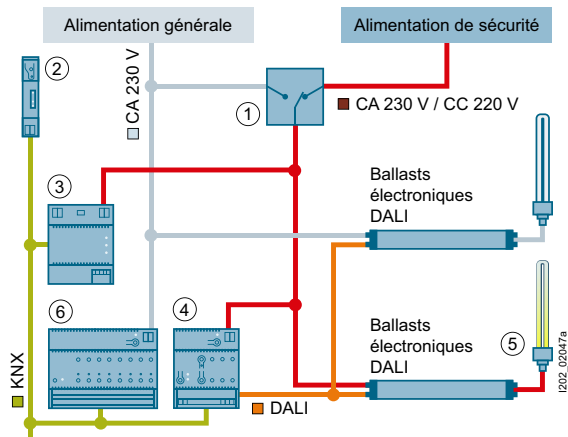 Alimentation générale
Alimentation de sécurité
2
CA 230 V
1
CA 230 V / CC 220 V
3
Ballasts
électroniques
DALI
6
4
Ballasts
électroniques
DALI
5
KNX
DALI
I202_02047a